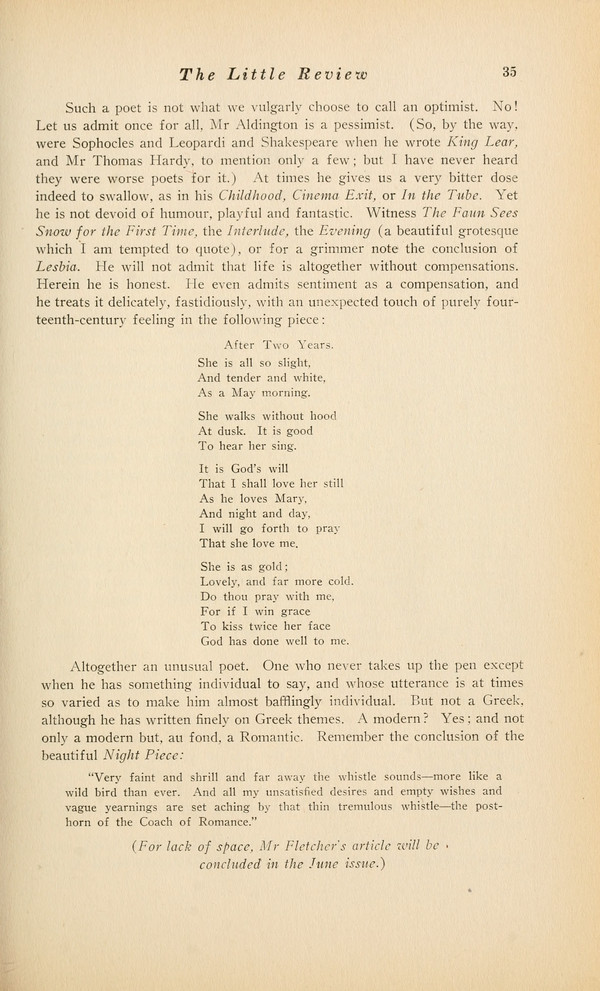 The Little Review 35
Such a poet is not what we vulgarly choose to call an optimist. No!
Let us admit once for all, Mr Aldington is a pessimist. (So, by the way,
were Sophocles and Leopardi and Shakespeare when he wrote King Lear,
and Mr Thomas Hardy, to mention only a few; but I have never heard
they were worse poets for it.) At times he gives us a very bitter dose
indeed to swallow, as in his Childhood, Cinema Exit, or In the Tube. Yet
he is not devoid of humour, playful and fantastic. Witness The Faun Sees
Snow for the First Time, the Interlude, the Evening (a beautiful grotesque
which I am tempted to quote), or for a grimmer note the conclusion of
Lesbia. He will not admit that life is altogether without compensations.
Herein he is honest. He even admits sentiment as a compensation, and
he treats it delicately, fastidiously, with an unexpected touch of purely four-
teenth-century feeling in the following piece:
After Two Years.
She is all so slight,
And tender and white,
As a May morning.
She walks without hood
At dusk. It is good
To hear her sing.
It is God's will
That I shall love her still
As he loves Mary,
And night and day,
I will go forth to pray
That she love me.
She is as gold;
Lovely, and far more cold.
Do thou pray with me,
For if I win grace
To kiss twice her face
God has done well to me.
Altogether an unusual poet. One who never takes up the pen except
when he has something individual to say, and whose utterance is at times
so varied as to make him almost bafflingly individual. But not a Greek,
although he has written finely on Greek themes. A modern? Yes; and not
only a modern but, au fond, a Romantic. Remember the conclusion of the
beautiful Night Piece:
"Very faint and shrill and far away the whistle sounds—more like a
wild bird than ever. And all my unsatisfied desires and empty wishes and
vague yearnings are set aching by that thin tremulous whistle—the post-
horn of the Coach of Romance."
(For lack of space, Mr Fletcher's article will be
concluded in the June issue.)